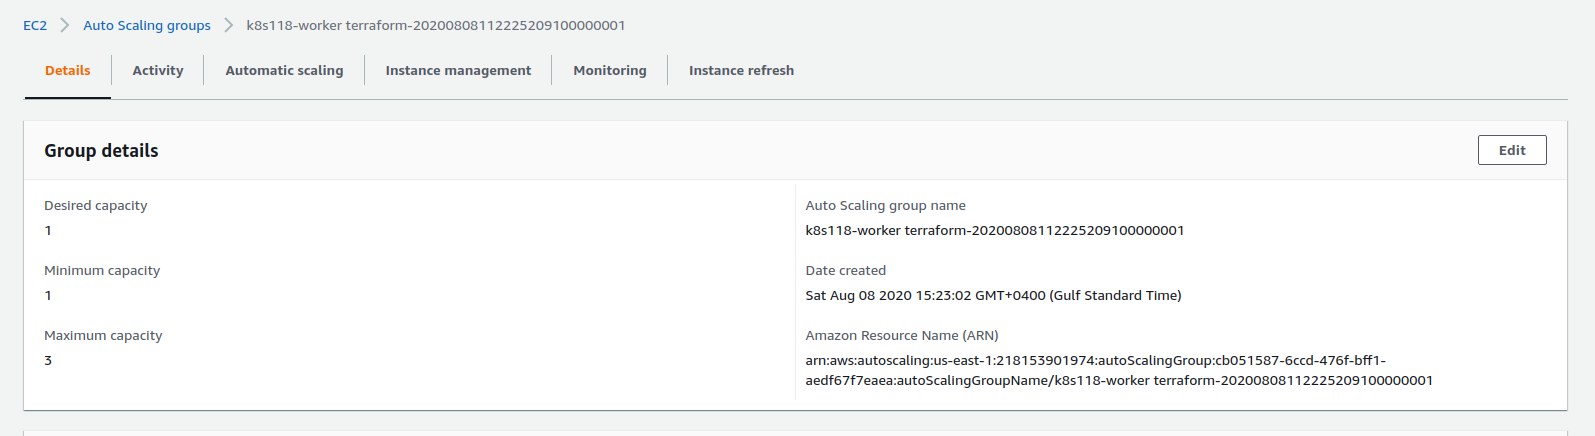 EC2 > Auto Scaling groups > k8s118-worker terraform-20200808112225209100000001
Details Activity Automatic scaling Instance management Monitoring Instance refresh
Group details
Edit
Desired capacity
1
Minimum capacity
1
Maximum capacity
3
Auto Scaling group name
k8s118-worker terraform-20200808112225209100000001
Date created
Sat Aug 08 2020 15:23:02 GMT+0400 (Gulf Standard Time)
Amazon Resource Name (ARN)
arn:aws:autoscaling:us-east-1:218153901974:autoScalingGroup:cb051587-6ccd-476f-bff1-
aedf67f7eaea:autoScalingGroupName/k8s118-worker terraform-20200808112225209100000001